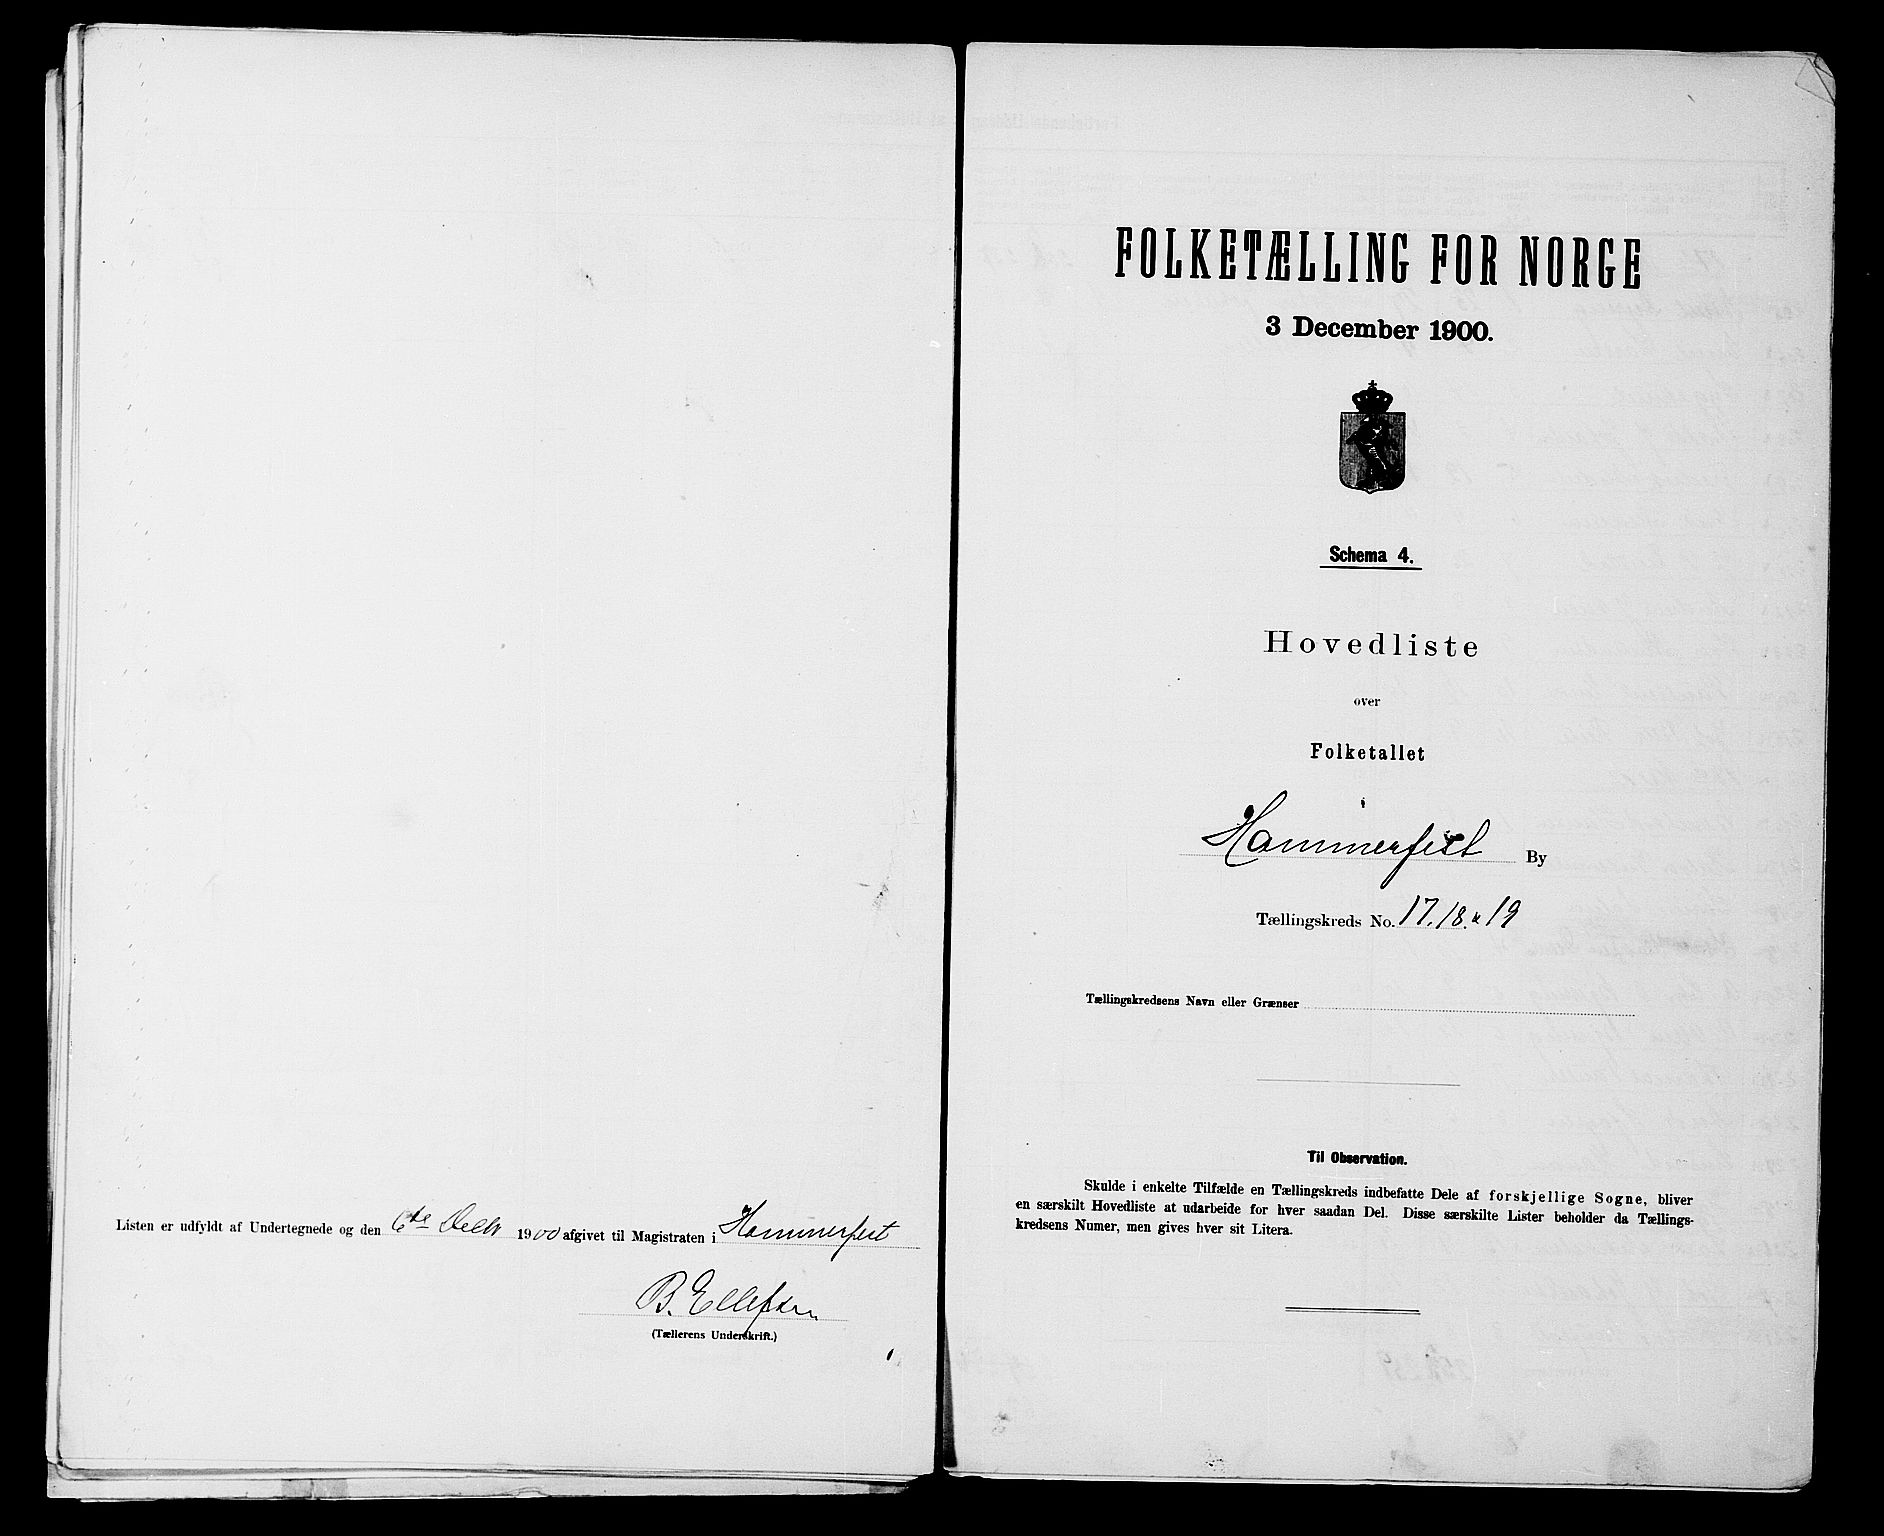 Listen er udfyldt af Undertegnede og den 6te Decbr 1900 afgivet til Magistraten i Hammerfest
B. Ellefsen
(Tællerens Underskrift.)
FOLKETÆLLING FOR NORGE
3 December 1900.
Schema 4.
Hovedliste
over
Folketallet
i
Hammerfest By
Tællingskreds No. 17. 18. & 19
Tællingskredsens Navn eller Grænser
Til Observation.
Skulde i enkelte Tilfælde en Tællingskreds indbefatte Dele af forskjellige Sogne, bliver
en særskilt Hovedliste at udarbeide for hver saadan Del. Disse særskilte Lister beholder da Tællings-
kredsens Numer, men gives hver sit Litera.